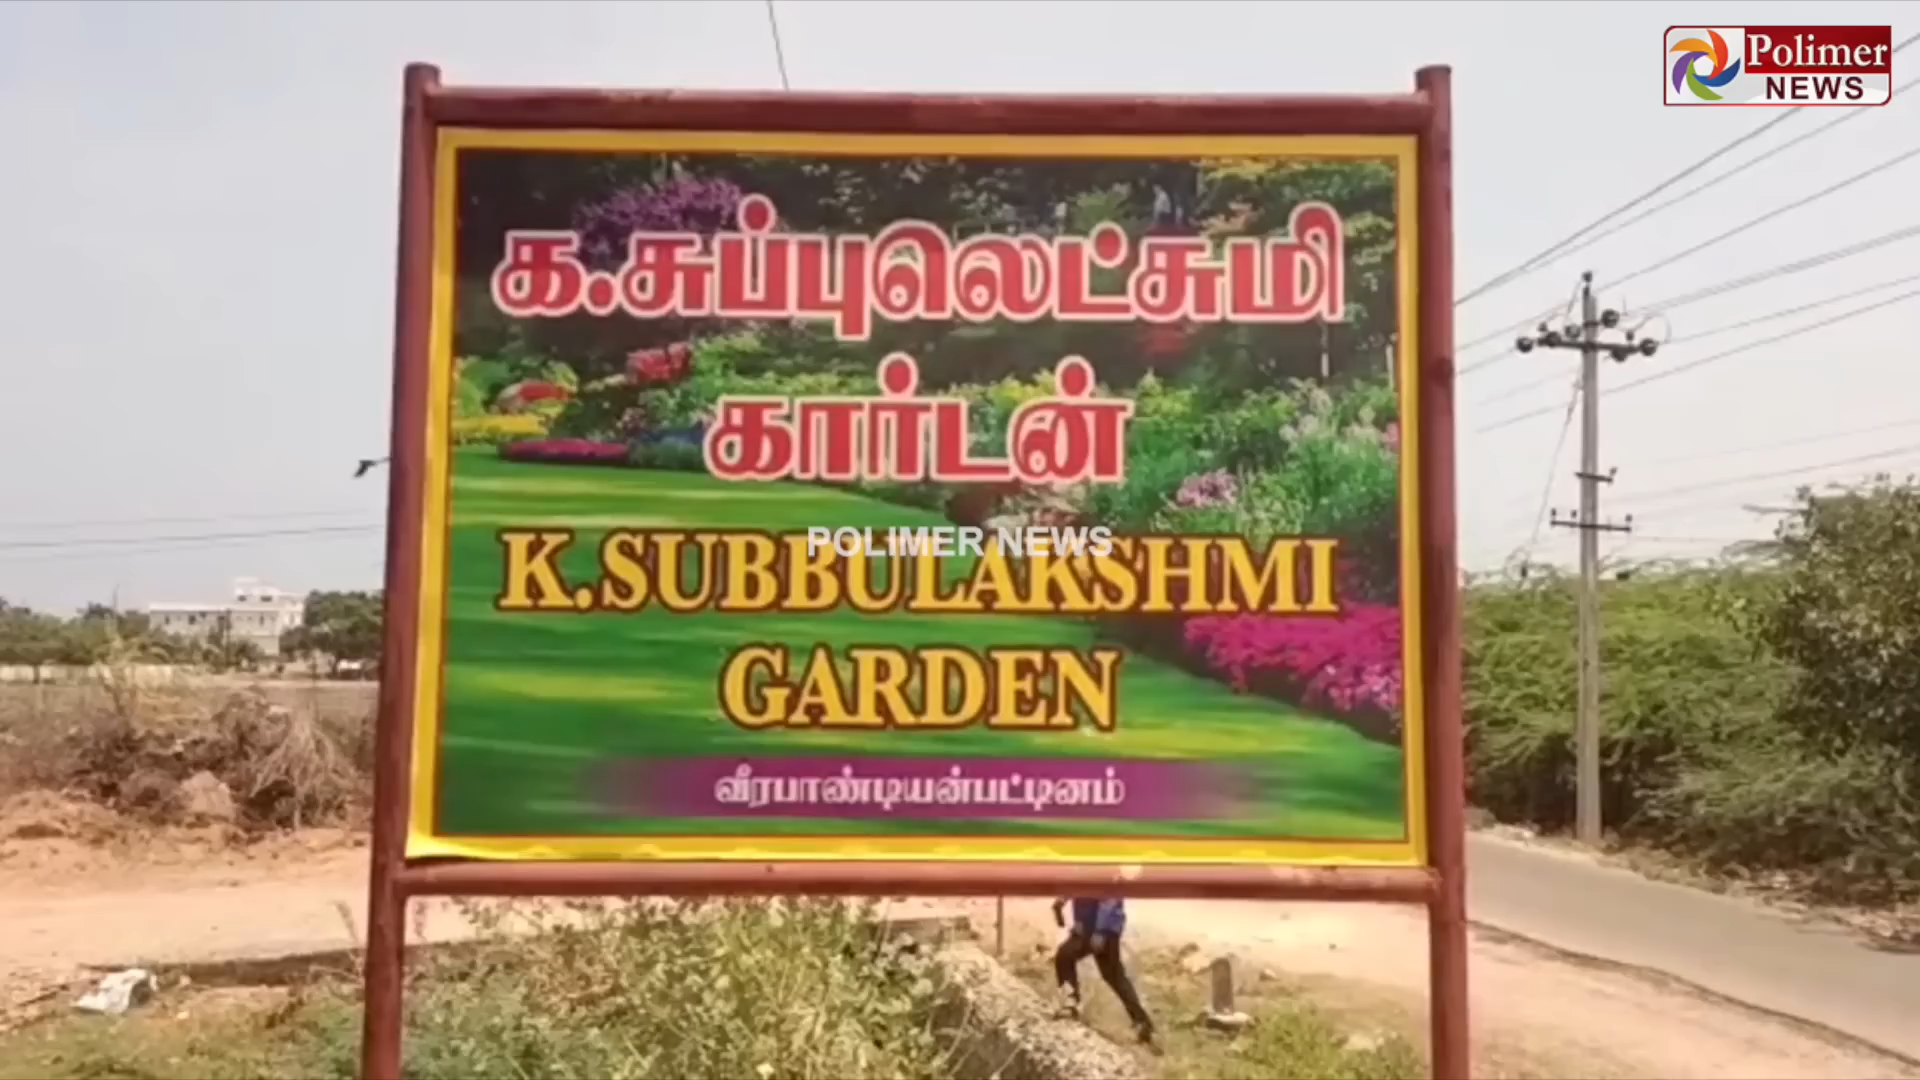 Polimer
NEWS
க.சுப்புலெட்சுமி
கார்டன்
POLIMER NEWS
K.SUBBULAKSHMI
GARDEN
வீரபாண்டியன்பட்டினம்